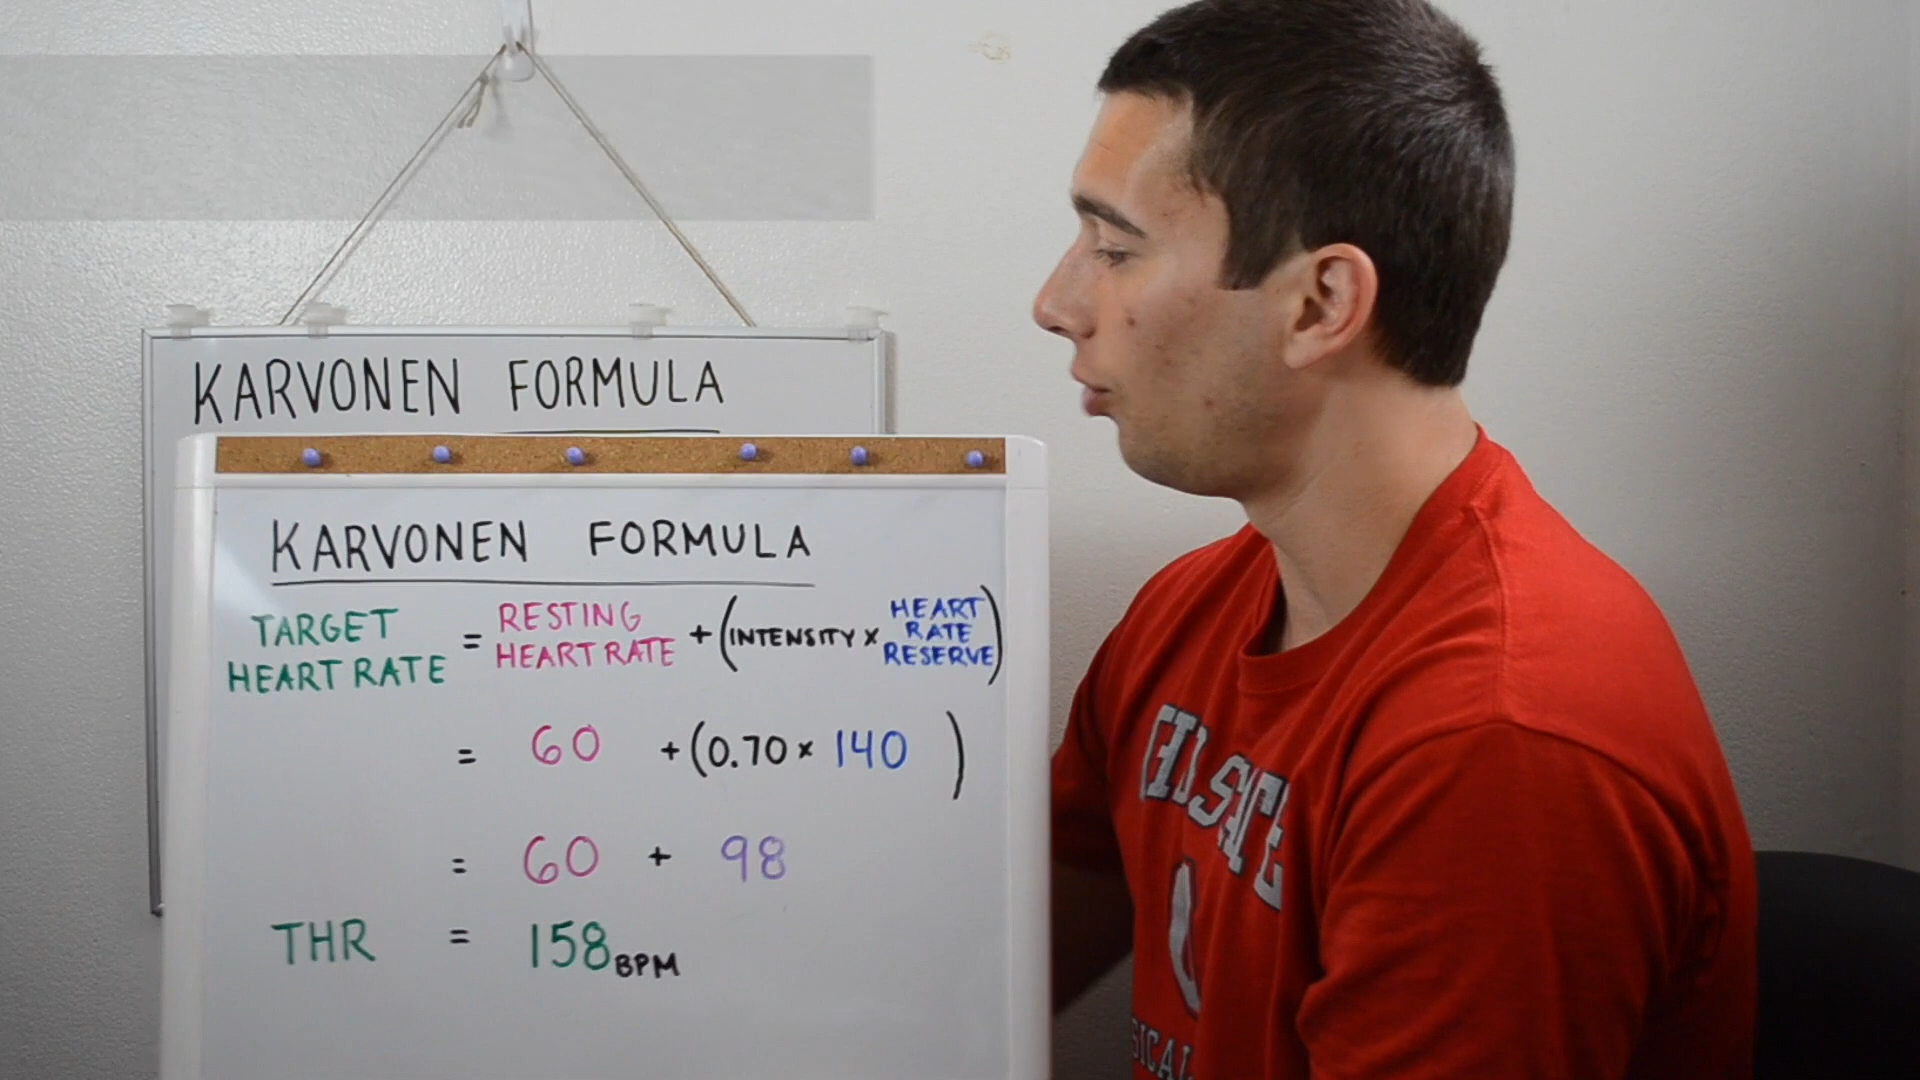 KARVONEN FORMULA
KARVONEN FORMULA
TARGET HEART RATE = RESTING HEART RATE + (INTENSITY × HEART RATE RESERVE)
= 60 + (0.70 × 140 )
= 60 + 98
THR = 158 BPM